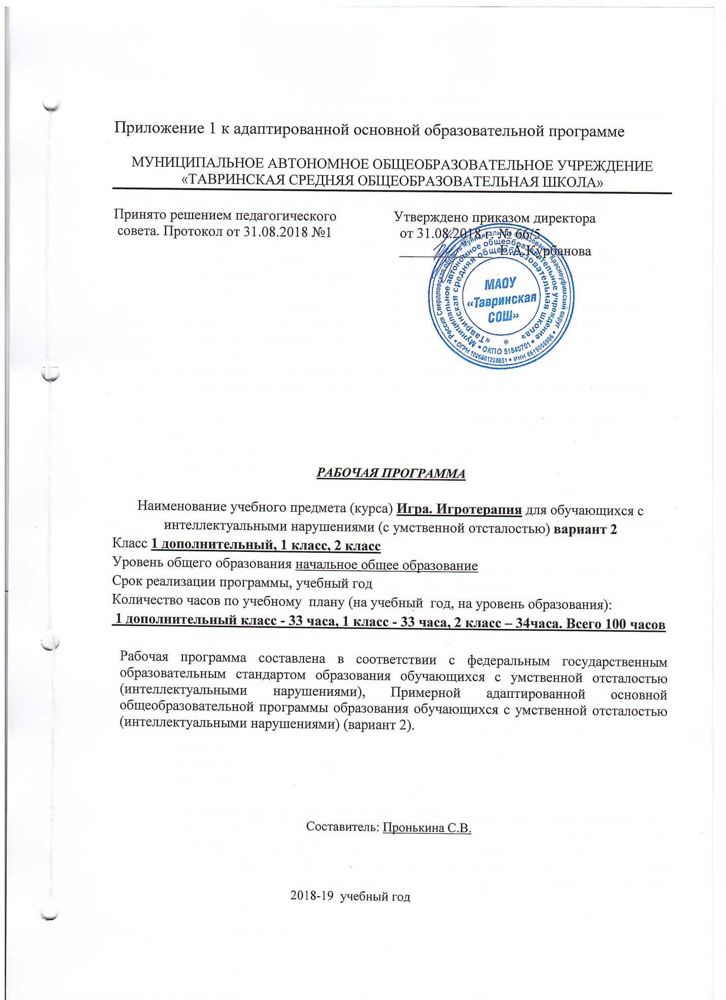 Приложение 1 к адаптированной основной образовательной программе
МУНИЦИПАЛЬНОЕ АВТОНОМНОЕ ОБЩЕОБРАЗОВАТЕЛЬНОЕ УЧРЕЖДЕНИЕ
«ТАВРИНСКАЯ СРЕДНЯЯ ОБЩЕОБРАЗОВАТЕЛЬНАЯ ШКОЛА»
Принято решением педагогического
совета. Протокол от 31.08.2018 №1
Утверждено приказом директора
от 31.08.2018 г. № 66/5
_____________ Е.А.Курбанова
Россия Свердловская область Муниципальное образование Красноуфимский округ
• ОГРН 1026601228851 • ИНН 6619006986 •
Муниципальное автономное общеобразовательное учреждение
• ОКПО 51840701 •
«Тавринская средняя общеобразовательная школа»
*
МАОУ
«Тавринская
СОШ»
РАБОЧАЯ ПРОГРАММА
Наименование учебного предмета (курса) Игра. Игротерапия для обучающихся с
интеллектуальными нарушениями (с умственной отсталостью) вариант 2
Класс 1 дополнительный, 1 класс, 2 класс
Уровень общего образования начальное общее образование
Срок реализации программы, учебный год
Количество часов по учебному плану (на учебный год, на уровень образования):
1 дополнительный класс - 33 часа, 1 класс - 33 часа, 2 класс – 34часа. Всего 100 часов
Рабочая программа составлена в соответствии с федеральным государственным
образовательным стандартом образования обучающихся с умственной отсталостью
(интеллектуальными нарушениями), Примерной адаптированной основной
общеобразовательной программы образования обучающихся с умственной отсталостью
(интеллектуальными нарушениями) (вариант 2).
Составитель: Пронькина С.В.
2018-19 учебный год